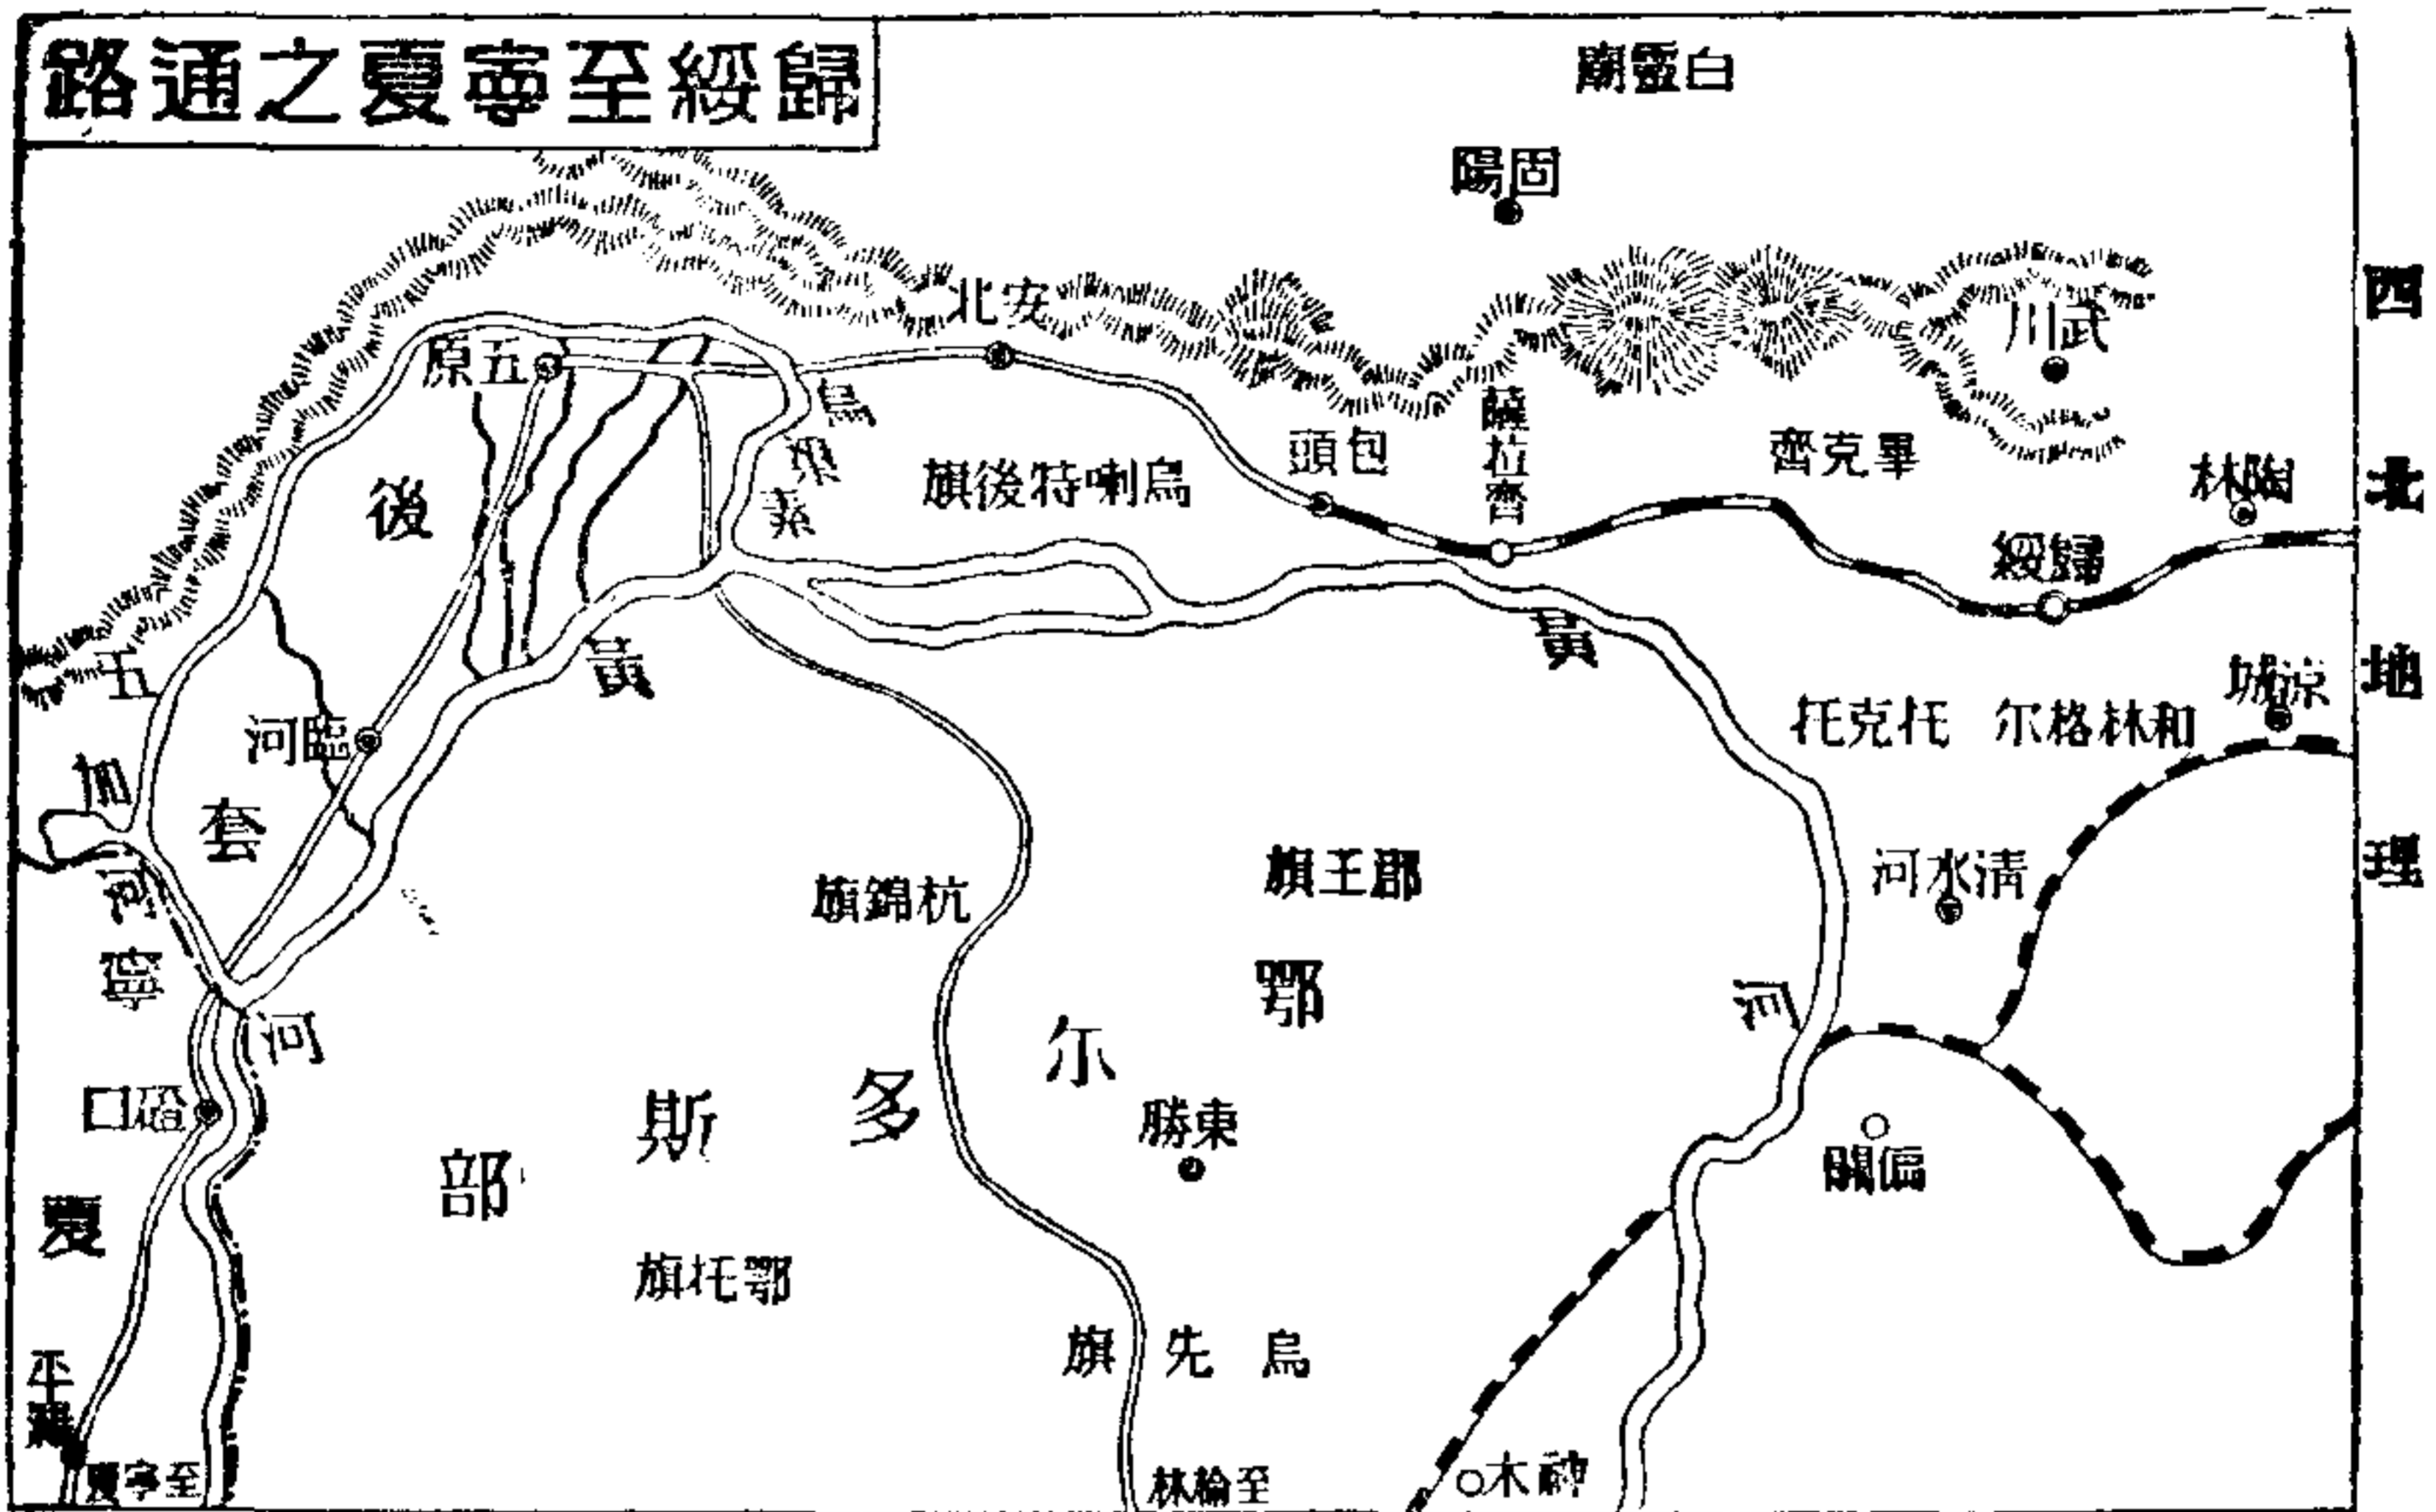 歸綏至寧夏之通路
西北地理
白靈廟
固陽
安北
武川
五原
烏梁素
薩拉齊
包頭
畢克齊
烏喇特後旗
陶林
歸綏
後套
黃河
黃河
五加河
臨河
涼城
托克托
和林格尔
清水河
杭錦旗
郡王旗
鄂尔多斯部
寧夏
磴口
東勝
偏關
鄂托旗
烏先旗
平羅
至寧夏
至榆林
神木